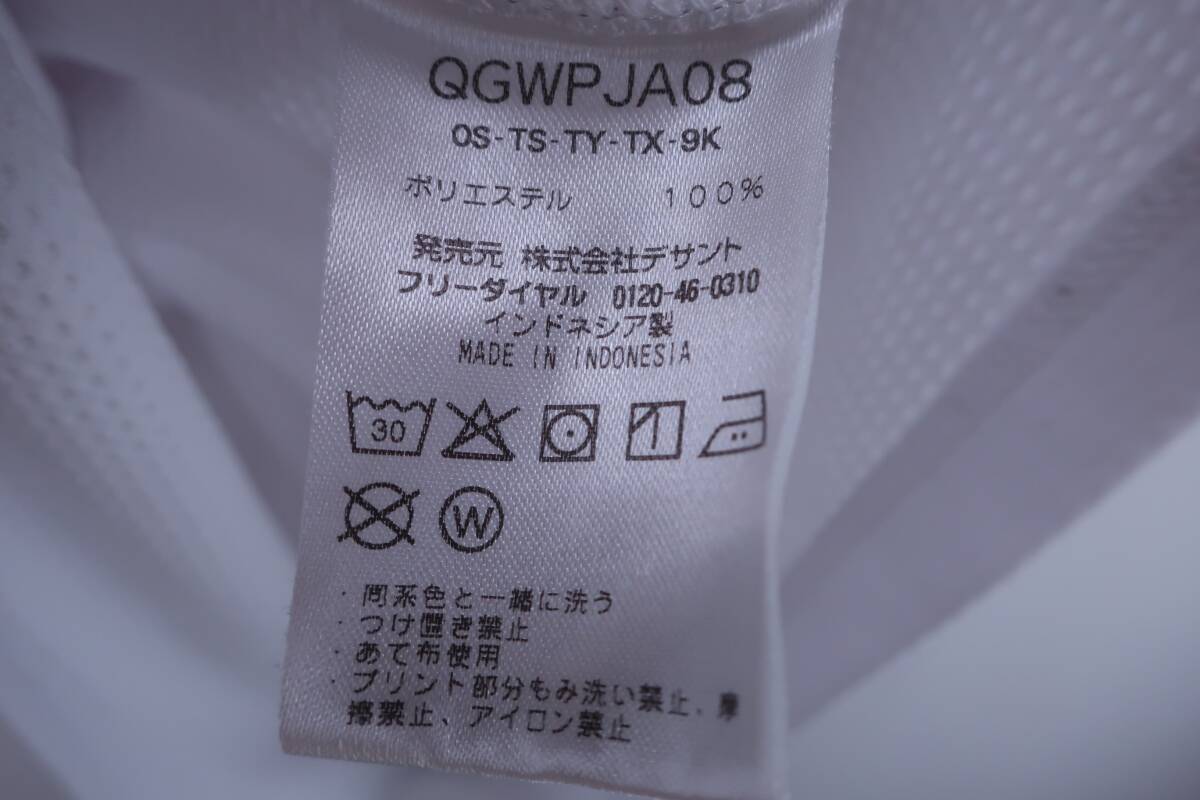 QGWPJA08
OS-TS-TY-TX-9K
ポリエステル 100%
発売元 株式会社デサント
フリーダイヤル 0120-46-0310
インドネシア製
MADE IN INDONESIA
30
W
・同系色と一緒に洗う
・つけ置き禁止
・あて布使用
・プリント部分もみ洗い禁止、摩
擦禁止、アイロン禁止